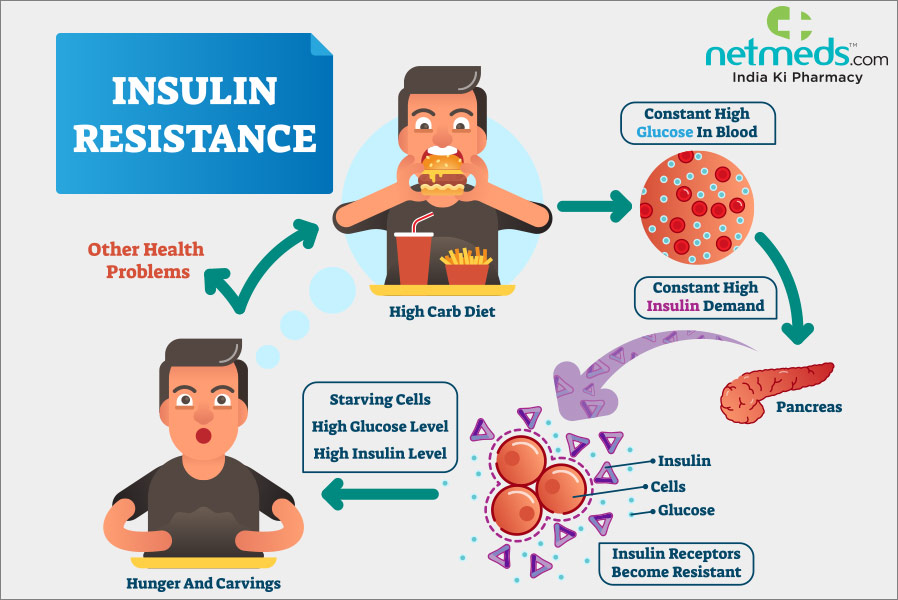 INSULIN
RESISTANCE
netmeds.com
™
India Ki Pharmacy
Constant High
Glucose In Blood
Other Health
Problems
High Carb Diet
Constant High
Insulin Demand
Pancreas
Starving Cells
High Glucose Level
High Insulin Level
Insulin
Cells
Glucose
Insulin Receptors
Become Resistant
Hunger And Carvings